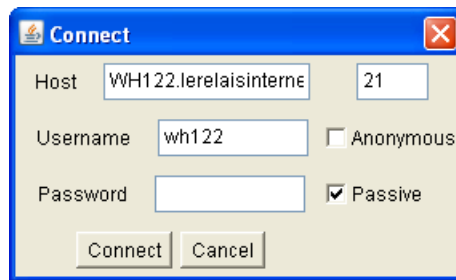 Connect
Host WH122.lerelaisinterne 21
Username wh122 Anonymous
Password Passive
Connect Cancel